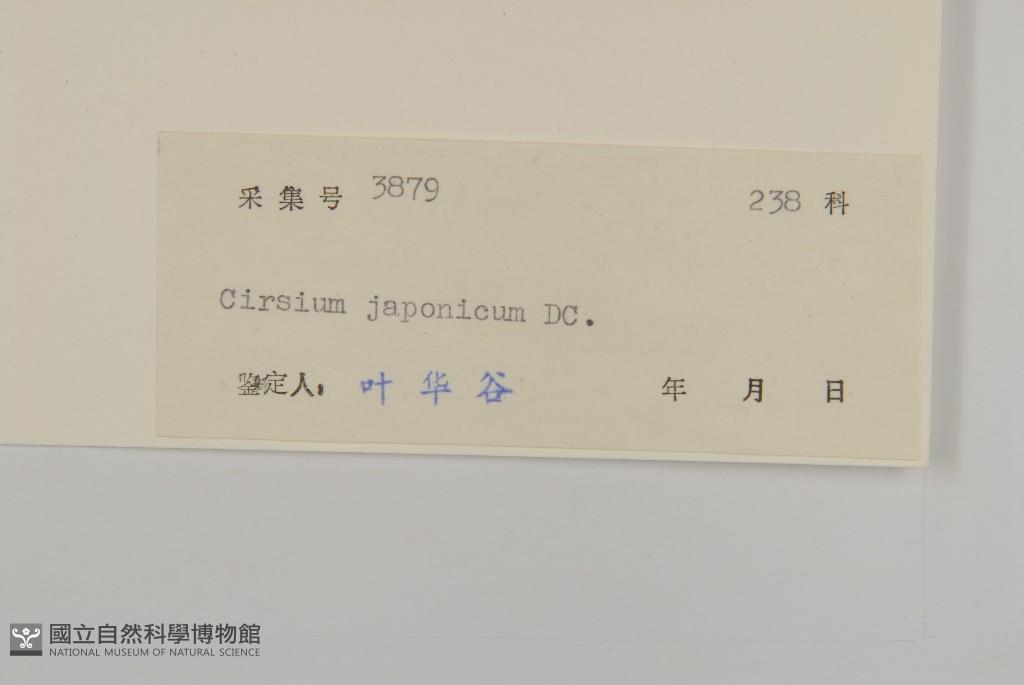 采集号 3879 238 科
Cirsium japonicum DC.
鉴定人: 叶华谷 年 月 日
國立自然科學博物館
NATIONAL MUSEUM OF NATURAL SCIENCE